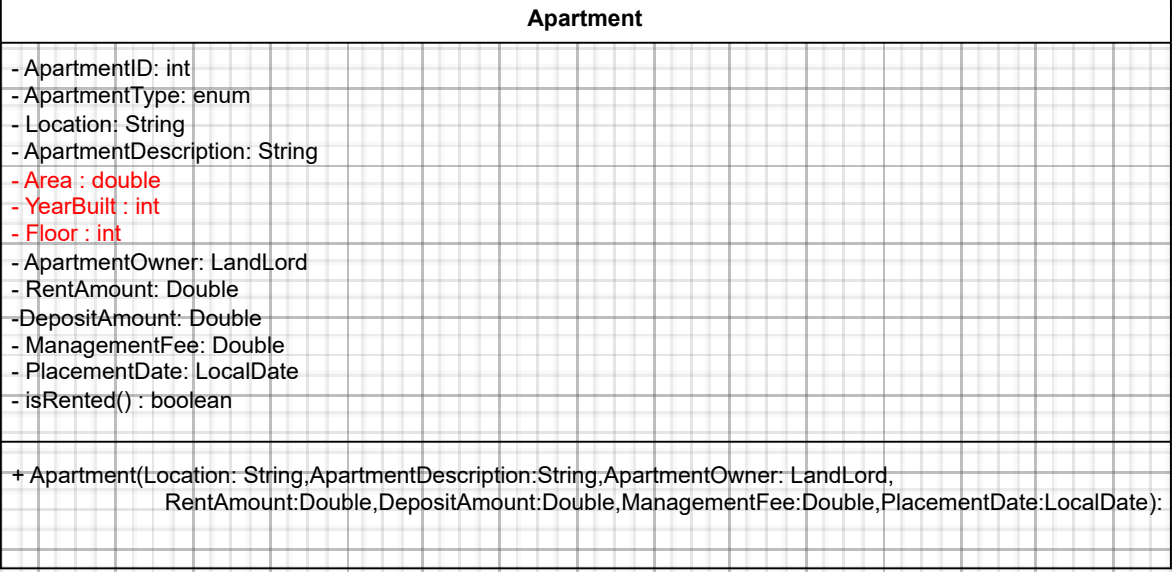 Apartment
- ApartmentID: int
- ApartmentType: enum
- Location: String
- ApartmentDescription: String
- Area : double
- YearBuilt : int
- Floor : int
- ApartmentOwner: LandLord
- RentAmount: Double
-DepositAmount: Double
- ManagementFee: Double
- PlacementDate: LocalDate
- isRented() : boolean
+ Apartment(Location: String,ApartmentDescription:String,ApartmentOwner: LandLord,
RentAmount:Double,DepositAmount:Double,ManagementFee:Double,PlacementDate:LocalDate):